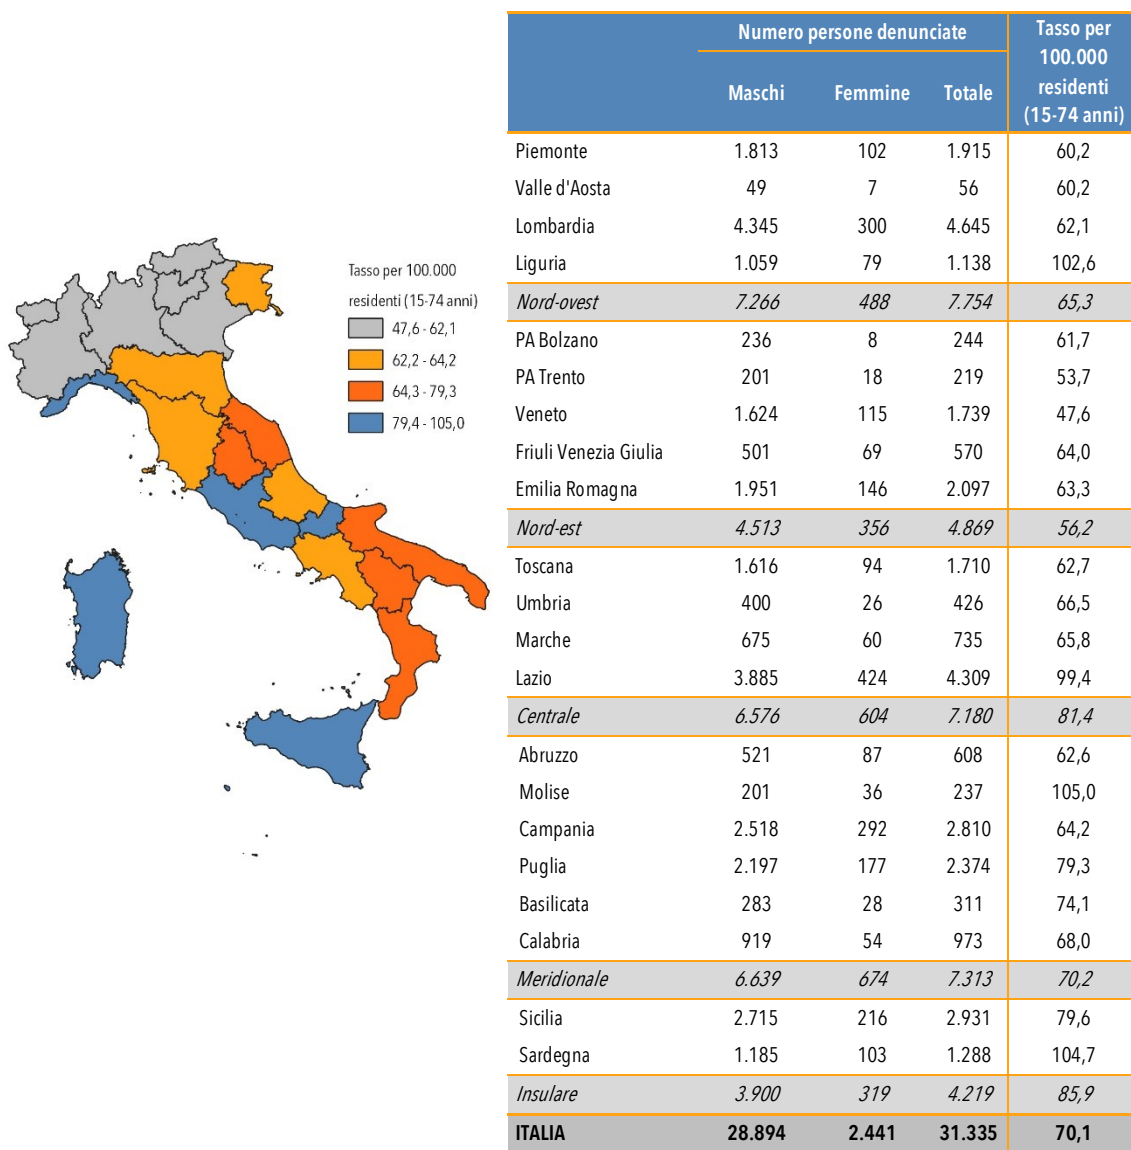 Tasso per 100.000
residenti (15-74 anni)
47,6 - 62,1
62,2 - 64,2
64,3 - 79,3
79,4 - 105,0
Numero persone denunciate
Tasso per
100.000
residenti
(15-74 anni)
Maschi Femmine Totale
Piemonte 1.813 102 1.915 60,2
Valle d'Aosta 49 7 56 60,2
Lombardia 4.345 300 4.645 62,1
Liguria 1.059 79 1.138 102,6
Nord-ovest 7.266 488 7.754 65,3
PA Bolzano 236 8 244 61,7
PA Trento 201 18 219 53,7
Veneto 1.624 115 1.739 47,6
Friuli Venezia Giulia 501 69 570 64,0
Emilia Romagna 1.951 146 2.097 63,3
Nord-est 4.513 356 4.869 56,2
Toscana 1.616 94 1.710 62,7
Umbria 400 26 426 66,5
Marche 675 60 735 65,8
Lazio 3.885 424 4.309 99,4
Centrale 6.576 604 7.180 81,4
Abruzzo 521 87 608 62,6
Molise 201 36 237 105,0
Campania 2.518 292 2.810 64,2
Puglia 2.197 177 2.374 79,3
Basilicata 283 28 311 74,1
Calabria 919 54 973 68,0
Meridionale 6.639 674 7.313 70,2
Sicilia 2.715 216 2.931 79,6
Sardegna 1.185 103 1.288 104,7
Insulare 3.900 319 4.219 85,9
ITALIA 28.894 2.441 31.335 70,1